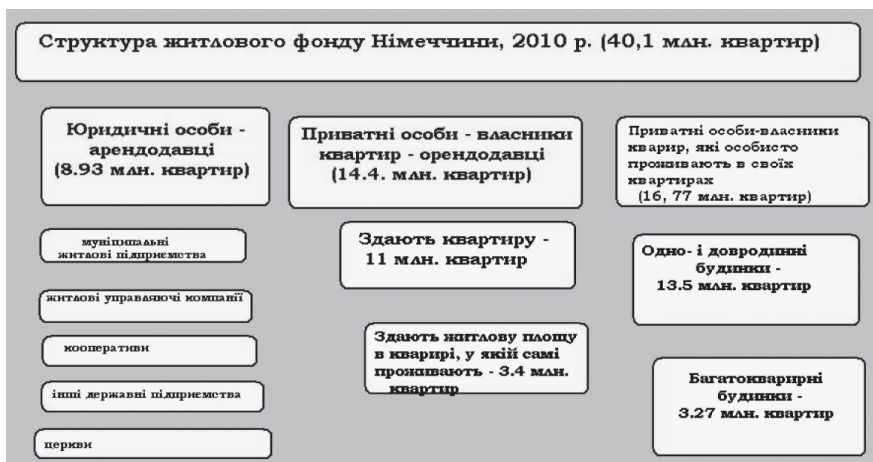 Структура житлового фонду Німеччини, 2010 р. (40,1 млн. квартир)
Юридичні особи -
арендодавці
(8.93 млн. квартир)
муніципальні
житлові підприємства
житлові управляючі компанії
кооперативи
інші державні підприємства
церкви
Приватні особи - власники
квартир - орендодавці
(14.4. млн. квартир)
Здають квартиру -
11 млн. квартир
Здають житлову площу
в кварирі, у якій самі
проживають - 3.4 млн.
квартир
Приватні особи-власники
кварир, які особисто
проживають в своїх
квартирах
(16, 77 млн. квартир)
Одно- і довродинні
будинки -
13.5 млн. квартир
Багатокварирні
будинки -
3.27 млн. квартир